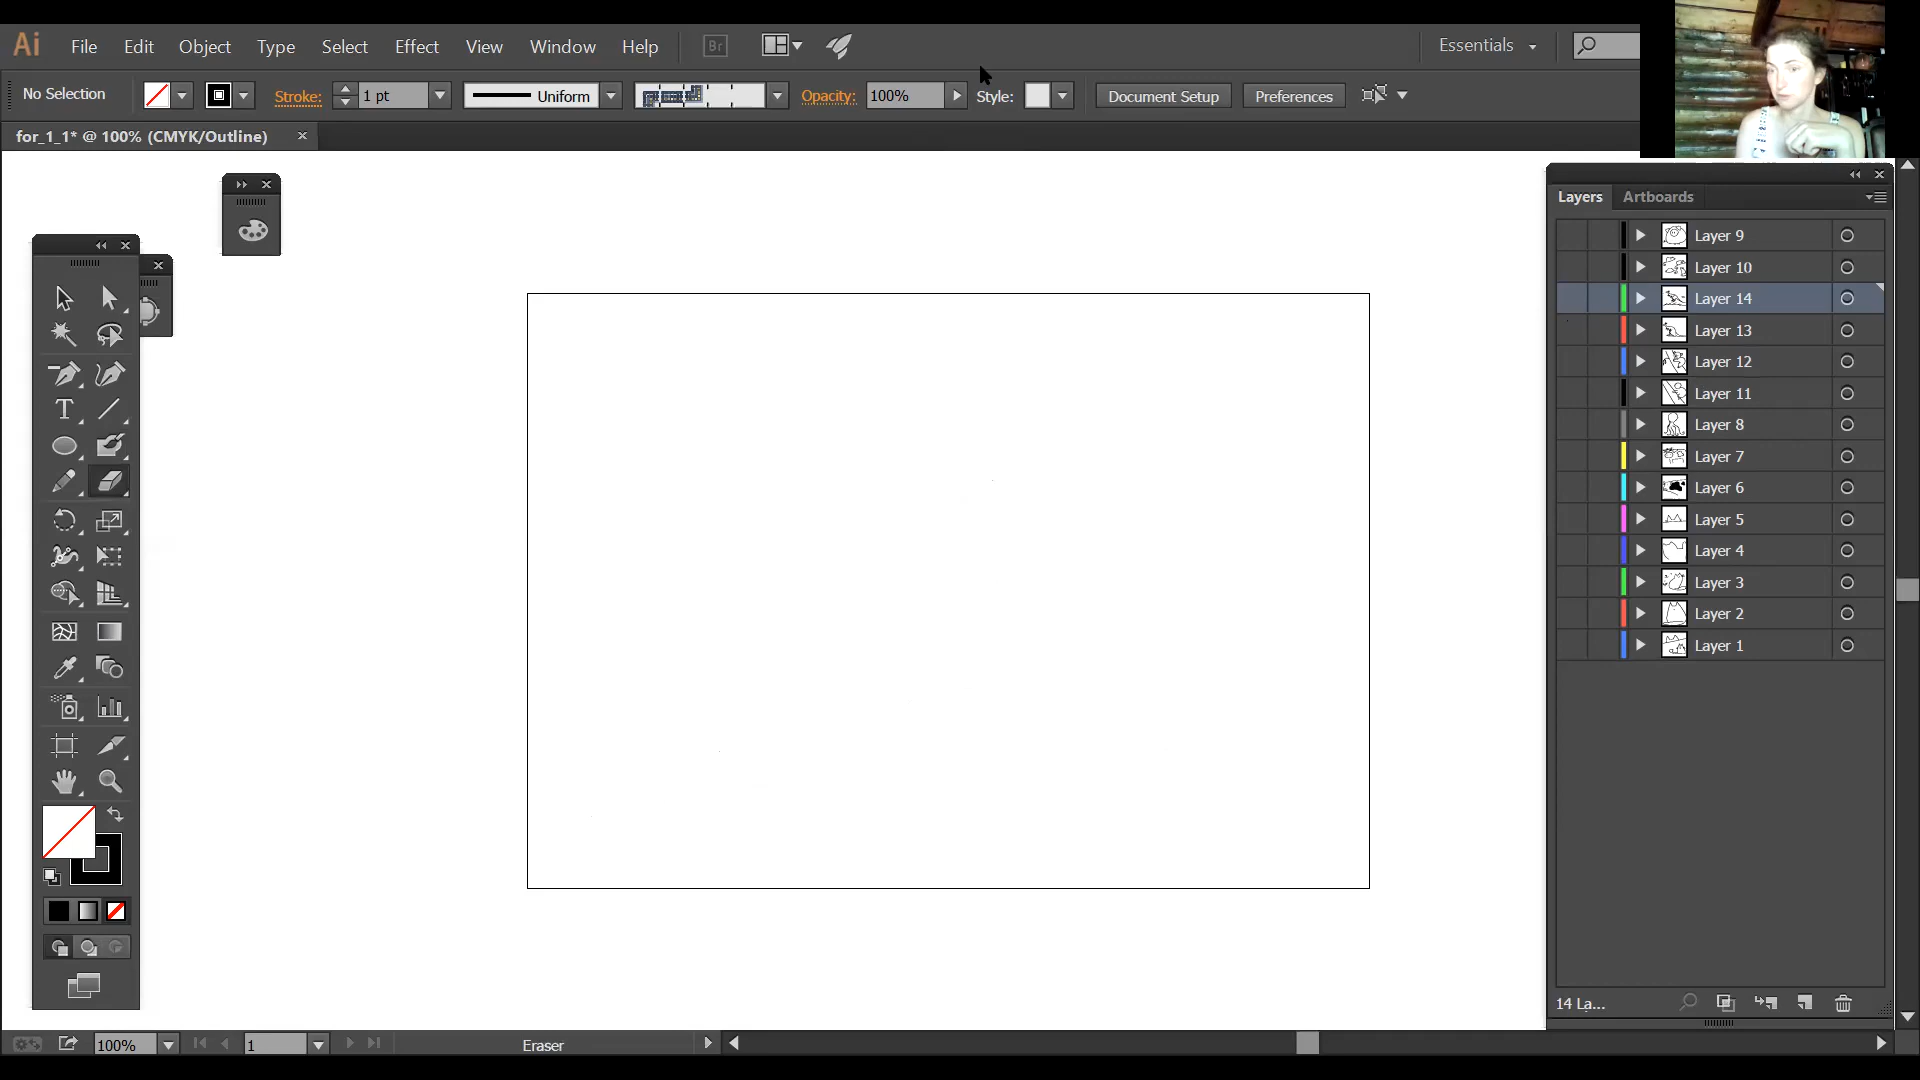 Ai File Edit Object Type Select Effect View Window Help Br Essentials
No Selection Stroke: 1 pt Uniform Opacity: 100% Style: Document Setup Preferences
for_1_1* @ 100% (CMYK/Outline)
Layers Artboards
Layer 9
Layer 10
Layer 14
Layer 13
Layer 12
Layer 11
Layer 8
Layer 7
Layer 6
Layer 5
Layer 4
Layer 3
Layer 2
Layer 1
14 La...
100% 1 Eraser